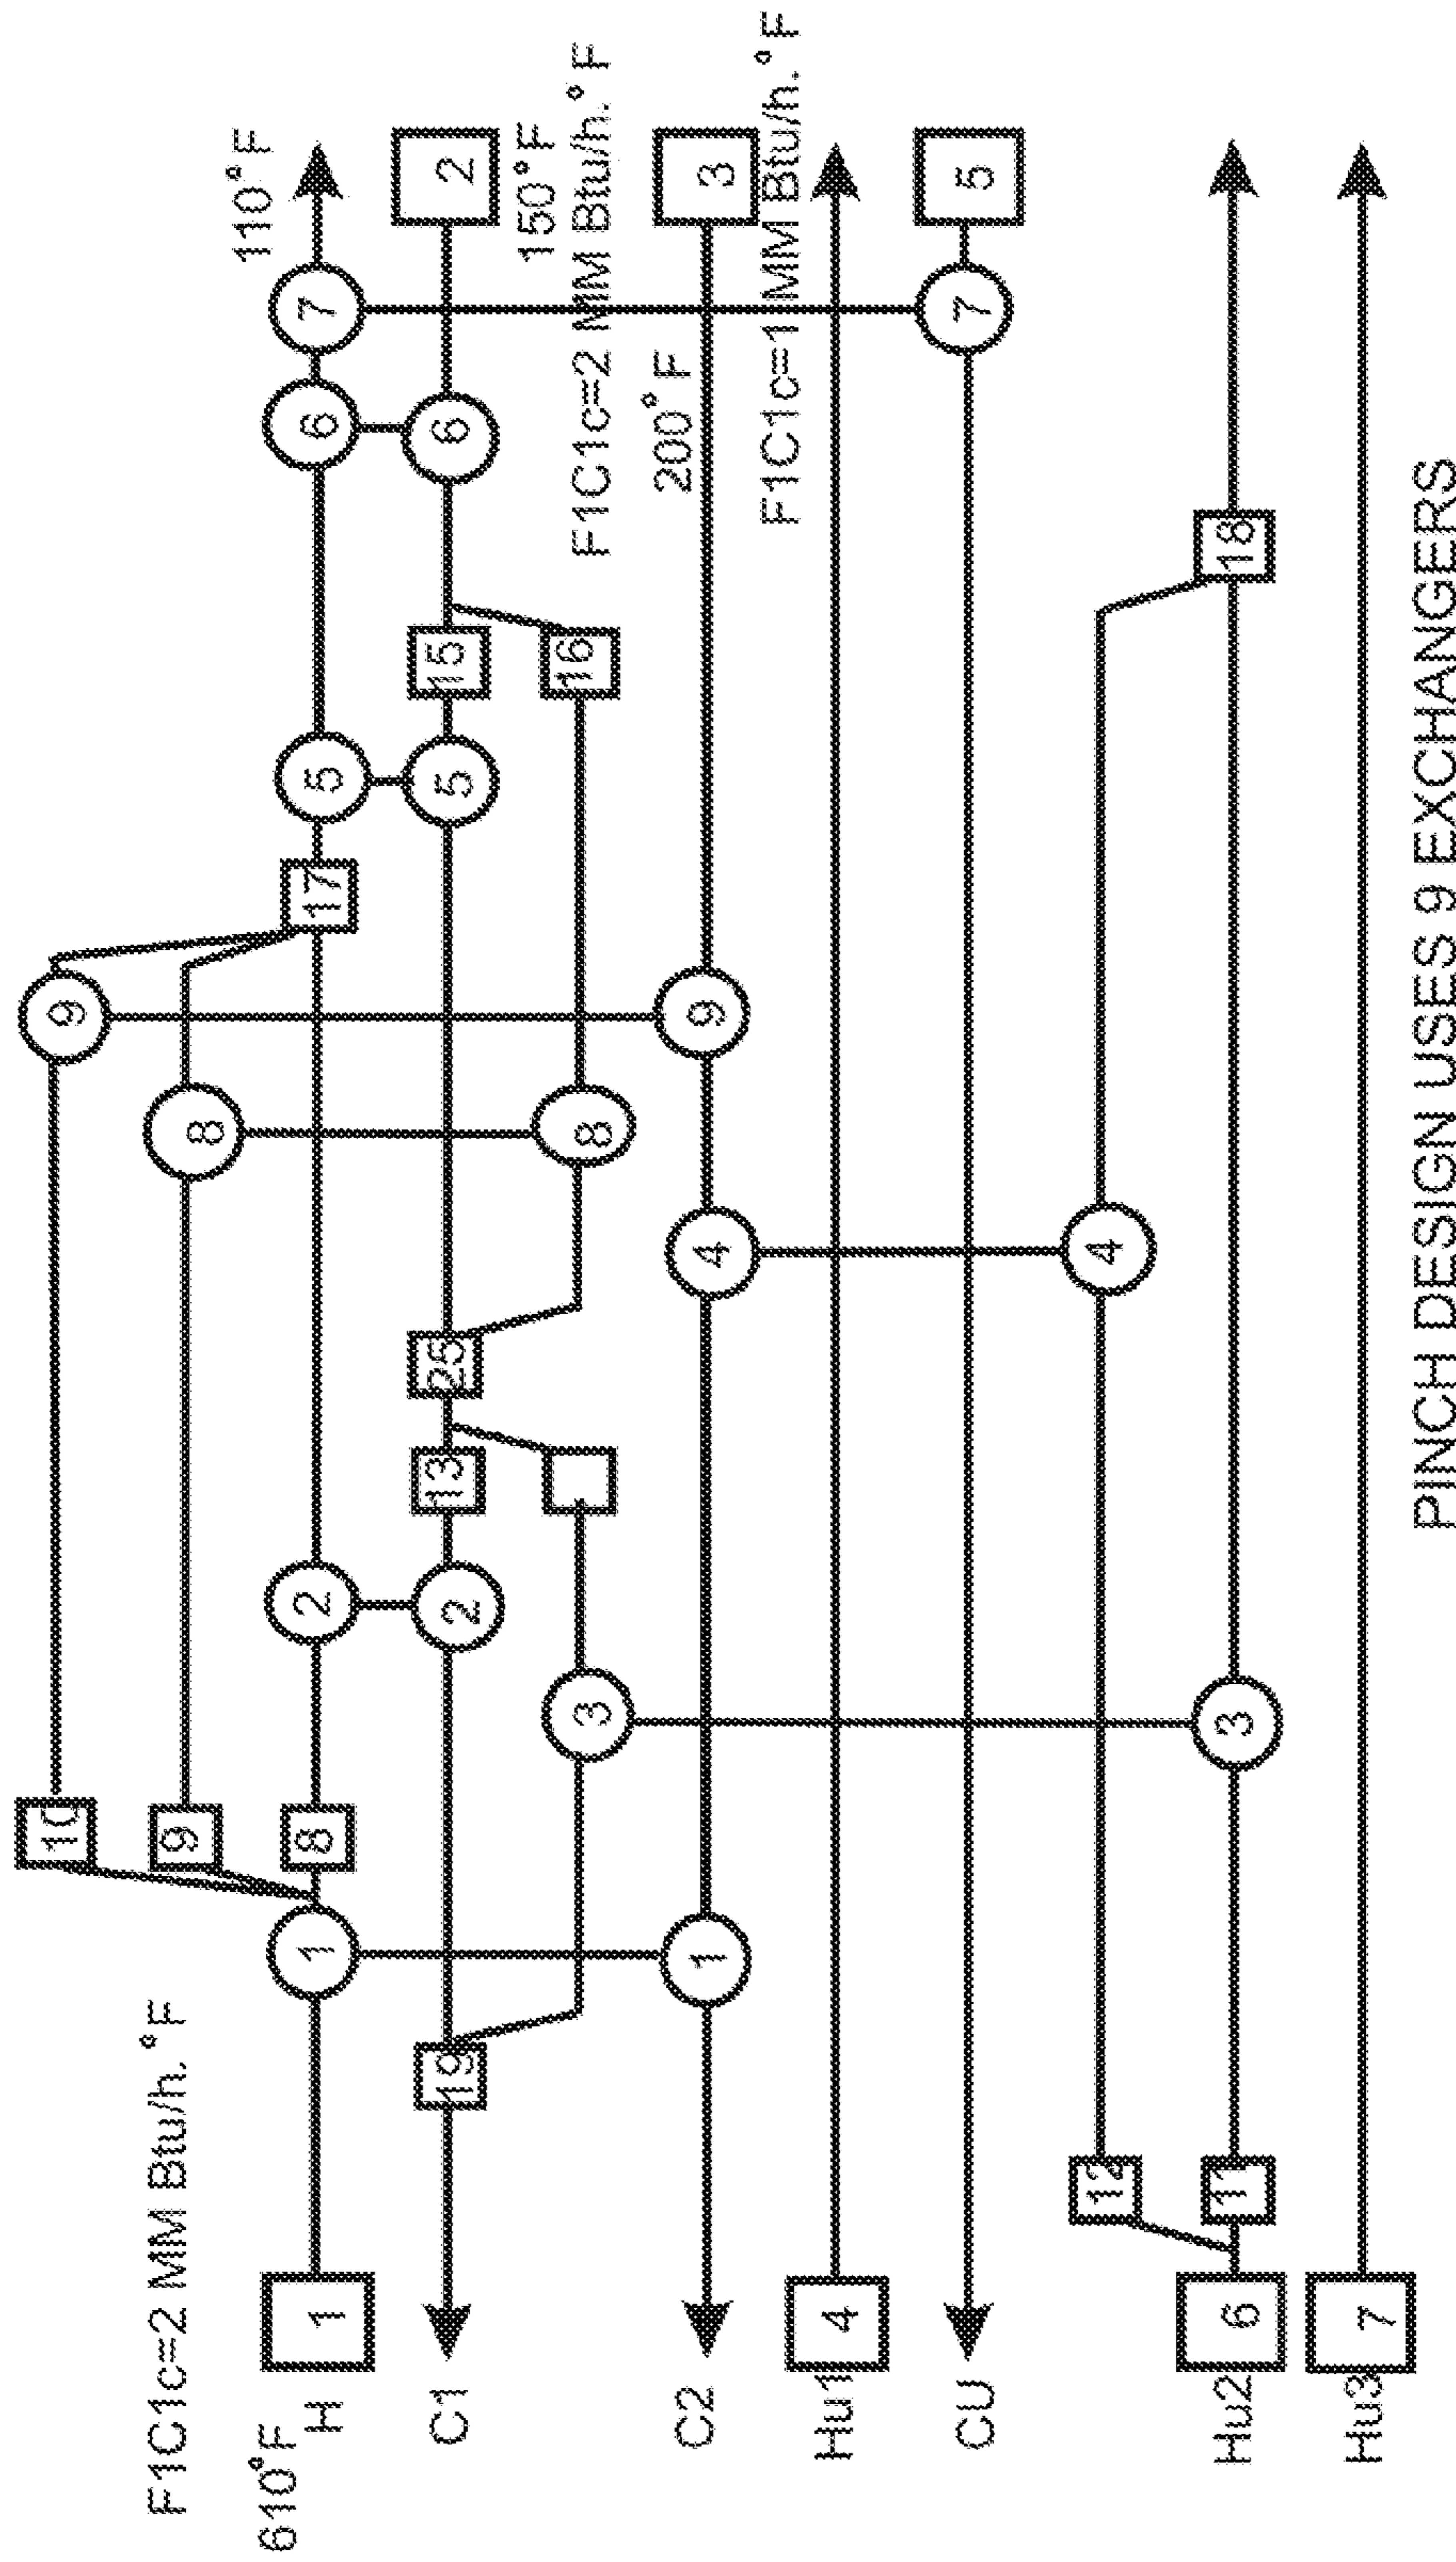 F1C1c=2 MM Btu/h.°F
610°F
110°F
10
9
9
8
8
17
H
1
1
8
2
5
6
7
C1
19
2
13
25
5
15
6
2
3
8
16
150°F
F1C1c=2 MM Btu/h.°F
C2
1
4
9
3
200°F
F1C1c=1 MM Btu/h.°F
Hu1
4
CU
7
5
12
4
Hu2
6
11
3
18
Hu3
7
PINCH DESIGN USES 9 EXCHANGERS